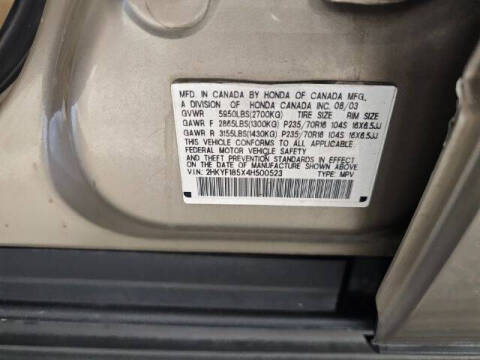 MFD. IN CANADA BY HONDA OF CANADA MFG.,
A DIVISION OF HONDA CANADA INC. 08/03
GVWR 5950LBS(2700KG) TIRE SIZE RIM SIZE
GAWR F 2865LBS(1300KG) P235/70R16 104S 16X6.5JJ
GAWR R 3155LBS(1430KG) P235/70R16 104S 16X6.5JJ
THIS VEHICLE CONFORMS TO ALL APPLICABLE
FEDERAL MOTOR VEHICLE SAFETY
AND THEFT PREVENTION STANDARDS IN EFFECT
ON THE DATE OF MANUFACTURE SHOWN ABOVE.
V.I.N.: 2HKYF185X4H500523 TYPE: MPV